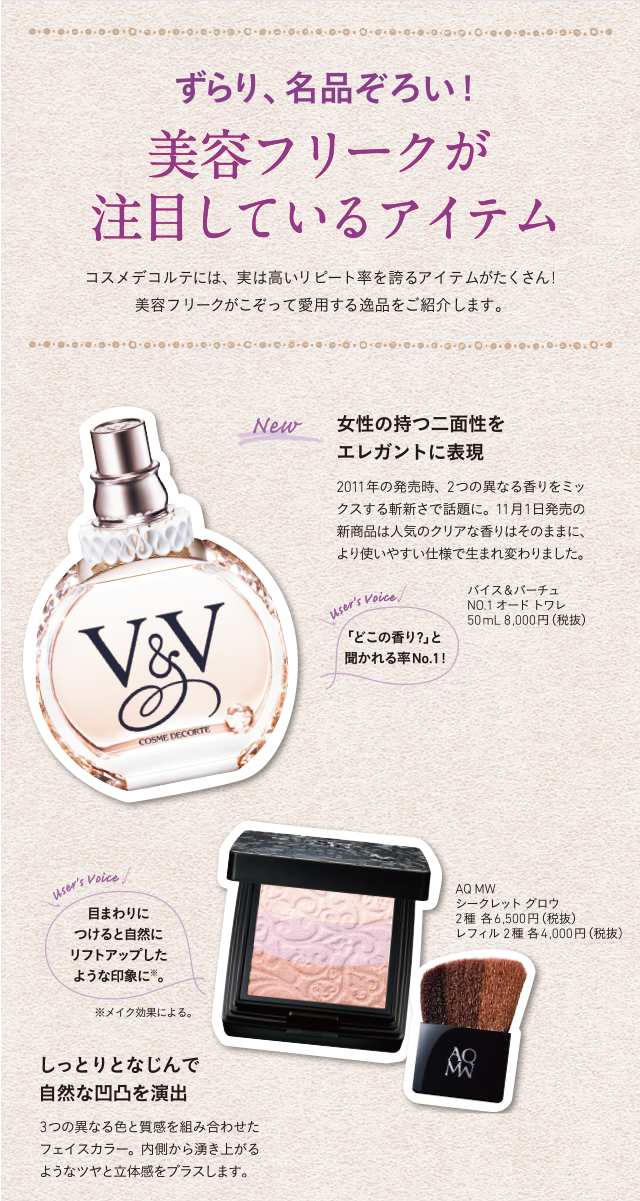 ずらり、名品ぞろい！
美容フリークが
注目しているアイテム
コスメデコルテには、実は高いリピート率を誇るアイテムがたくさん！
美容フリークがこぞって愛用する逸品をご紹介します。
New
女性の持つ二面性を
エレガントに表現
2011年の発売時、2つの異なる香りをミッ
クスする斬新さで話題に。11月1日発売の
新商品は人気のクリアな香りはそのままに、
より使いやすい仕様で生まれ変わりました。
バイス＆バーチュ
NO.1 オード トワレ
50mL 8,000円（税抜）
User's Voice
「どこの香り？」と
聞かれる率No.1！
V&V
COSME DECORTE
User's Voice
目まわりに
つけると自然に
リフトアップした
ような印象に※。
※メイク効果による。
AQ MW
シークレット グロウ
2種 各6,500円（税抜）
レフィル 2種 各4,000円（税抜）
AQ
MW
しっとりとなじんで
自然な凹凸を演出
3つの異なる色と質感を組み合わせた
フェイスカラー。内側から湧き上がる
ようなツヤと立体感をプラスします。